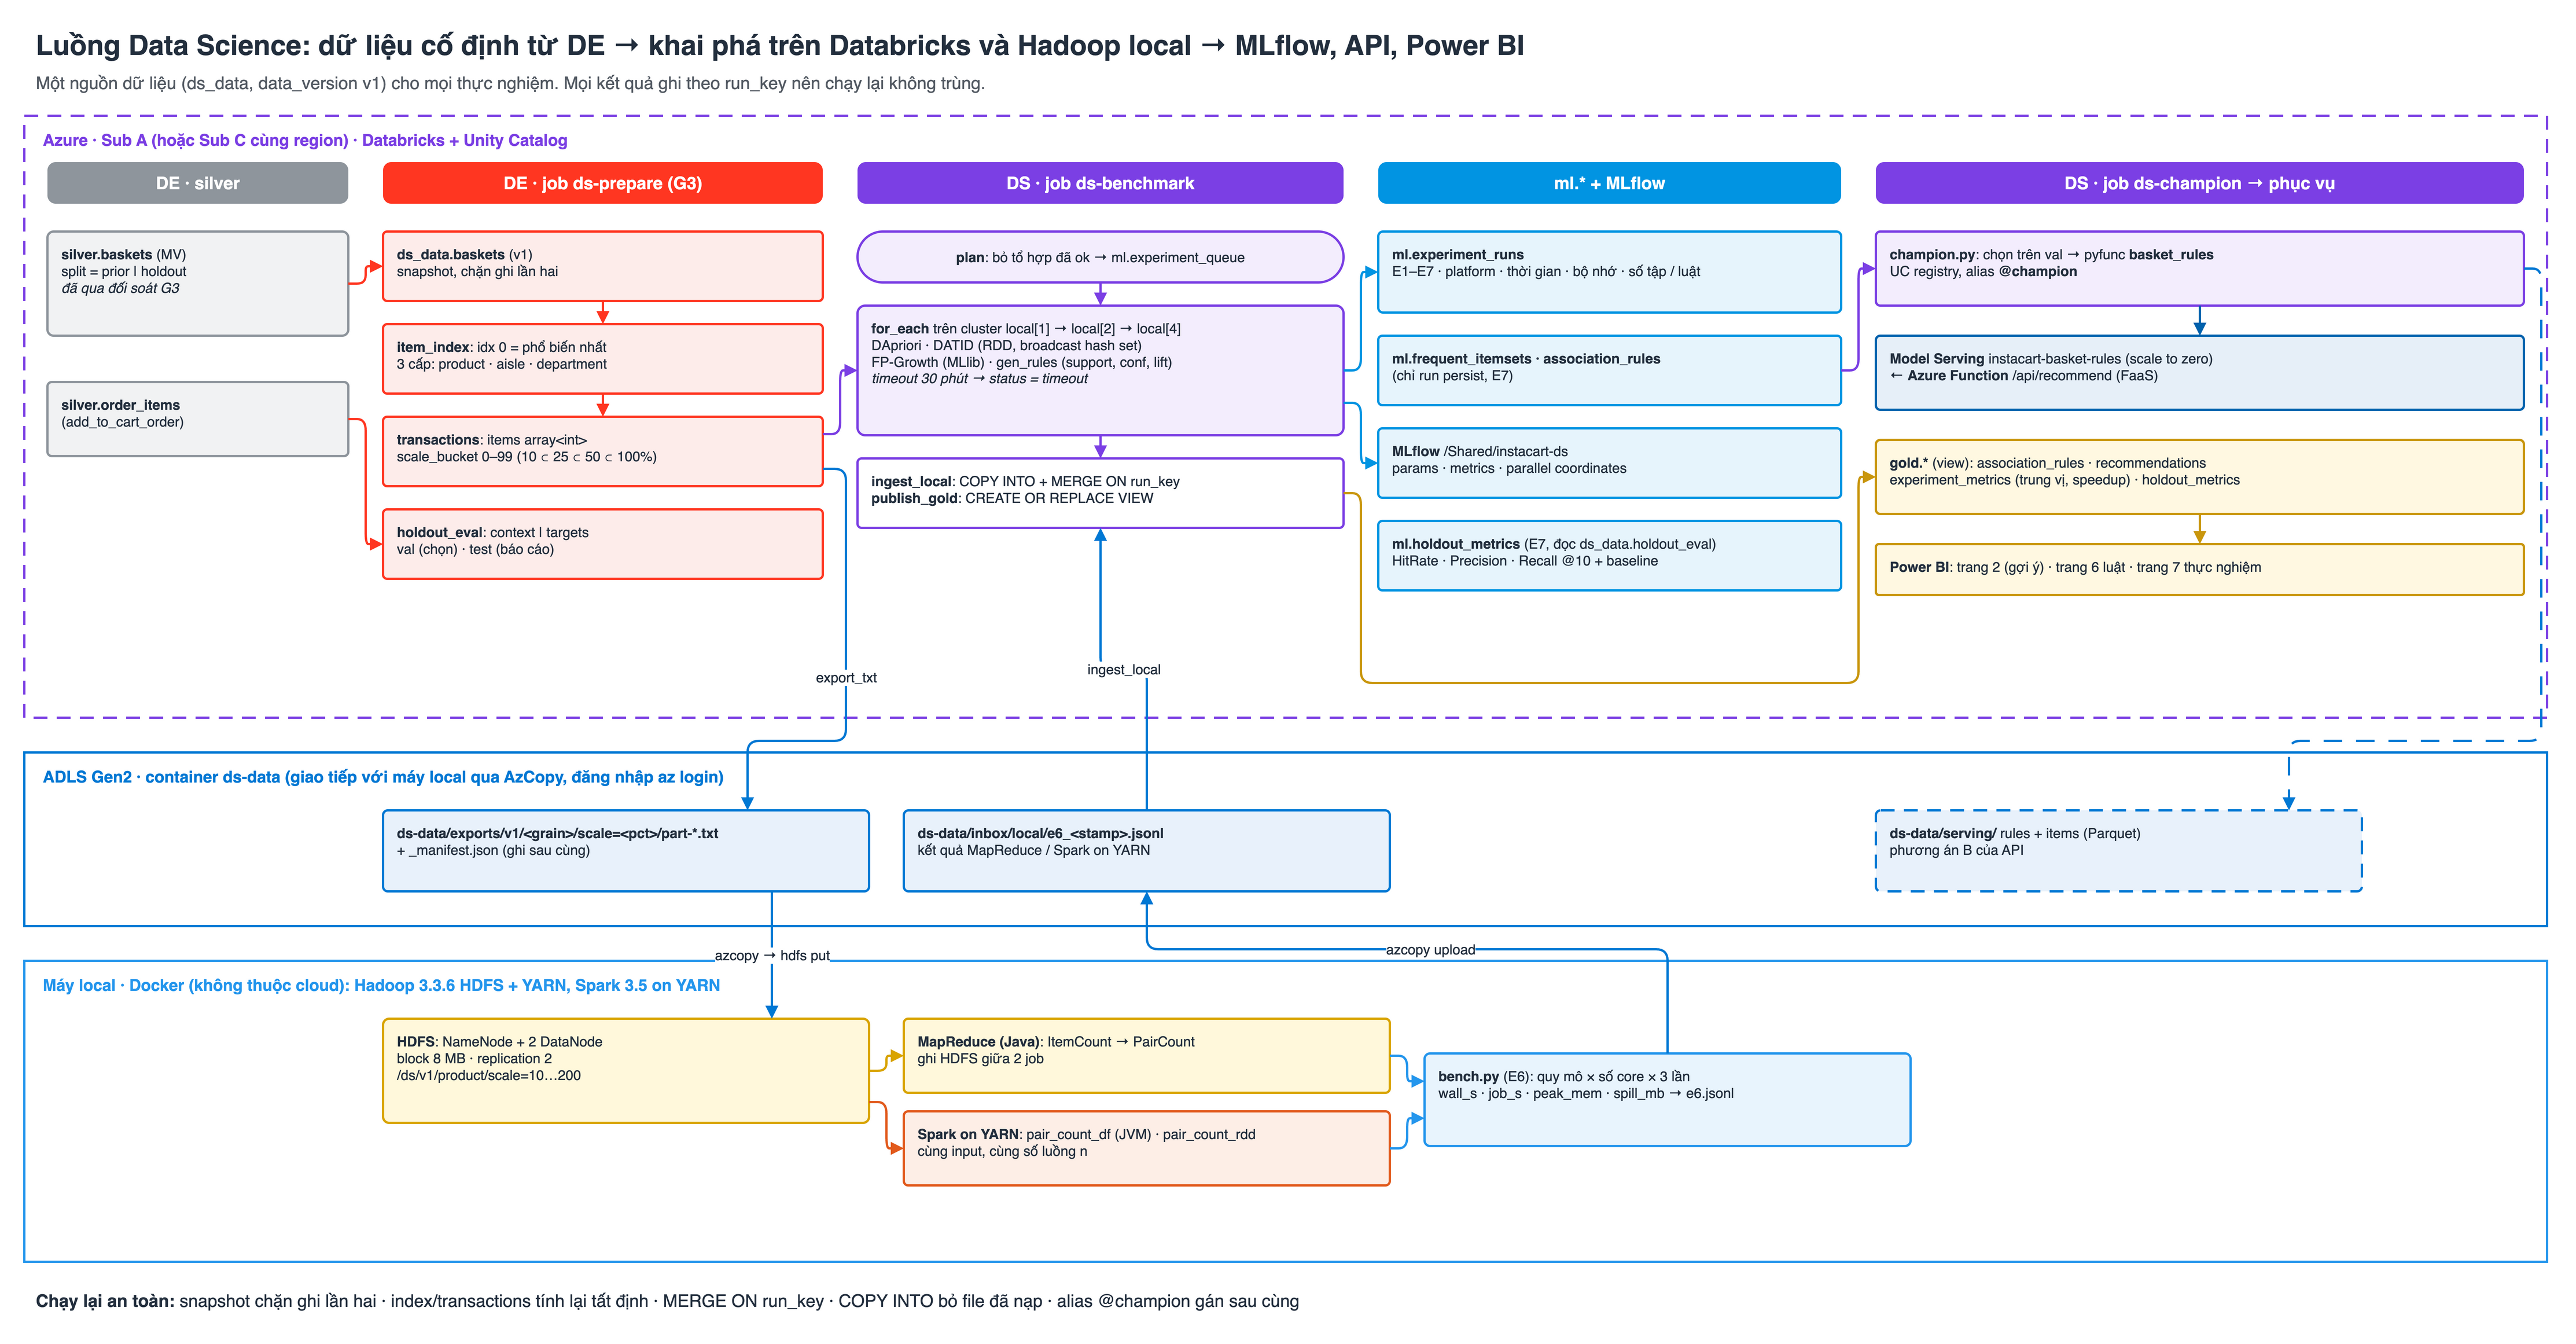 Luồng Data Science: dữ liệu cố định từ DE → khai phá trên Databricks và Hadoop local → MLflow, API, Power BI
Một nguồn dữ liệu (ds_data, data_version v1) cho mọi thực nghiệm. Mọi kết quả ghi theo run_key nên chạy lại không trùng.
Azure · Sub A (hoặc Sub C cùng region) · Databricks + Unity Catalog
DE · silver
silver.baskets (MV)
split = prior | holdout
đã qua đối soát G3
silver.order_items
(add_to_cart_order)
DE · job ds-prepare (G3)
ds_data.baskets (v1)
snapshot, chặn ghi lần hai
item_index: idx 0 = phổ biến nhất
3 cấp: product · aisle · department
transactions: items array<int>
scale_bucket 0–99 (10 ⊂ 25 ⊂ 50 ⊂ 100%)
holdout_eval: context | targets
val (chọn) · test (báo cáo)
export_txt
DS · job ds-benchmark
plan: bỏ tổ hợp đã ok → ml.experiment_queue
for_each trên cluster local[1] → local[2] → local[4]
DApriori · DATID (RDD, broadcast hash set)
FP-Growth (MLlib) · gen_rules (support, conf, lift)
timeout 30 phút → status = timeout
ingest_local: COPY INTO + MERGE ON run_key
publish_gold: CREATE OR REPLACE VIEW
ingest_local
ml.* + MLflow
ml.experiment_runs
E1–E7 · platform · thời gian · bộ nhớ · số tập / luật
ml.frequent_itemsets · association_rules
(chỉ run persist, E7)
MLflow /Shared/instacart-ds
params · metrics · parallel coordinates
ml.holdout_metrics (E7, đọc ds_data.holdout_eval)
HitRate · Precision · Recall @10 + baseline
DS · job ds-champion → phục vụ
champion.py: chọn trên val → pyfunc basket_rules
UC registry, alias @champion
Model Serving instacart-basket-rules (scale to zero)
← Azure Function /api/recommend (FaaS)
gold.* (view): association_rules · recommendations
experiment_metrics (trung vị, speedup) · holdout_metrics
Power BI: trang 2 (gợi ý) · trang 6 luật · trang 7 thực nghiệm
ADLS Gen2 · container ds-data (giao tiếp với máy local qua AzCopy, đăng nhập az login)
ds-data/exports/v1/<grain>/scale=<pct>/part-*.txt
+ _manifest.json (ghi sau cùng)
ds-data/inbox/local/e6_<stamp>.jsonl
kết quả MapReduce / Spark on YARN
ds-data/serving/ rules + items (Parquet)
phương án B của API
azcopy → hdfs put
azcopy upload
Máy local · Docker (không thuộc cloud): Hadoop 3.3.6 HDFS + YARN, Spark 3.5 on YARN
HDFS: NameNode + 2 DataNode
block 8 MB · replication 2
/ds/v1/product/scale=10…200
MapReduce (Java): ItemCount → PairCount
ghi HDFS giữa 2 job
Spark on YARN: pair_count_df (JVM) · pair_count_rdd
cùng input, cùng số luồng n
bench.py (E6): quy mô × số core × 3 lần
wall_s · job_s · peak_mem · spill_mb → e6.jsonl
Chạy lại an toàn: snapshot chặn ghi lần hai · index/transactions tính lại tất định · MERGE ON run_key · COPY INTO bỏ file đã nạp · alias @champion gán sau cùng